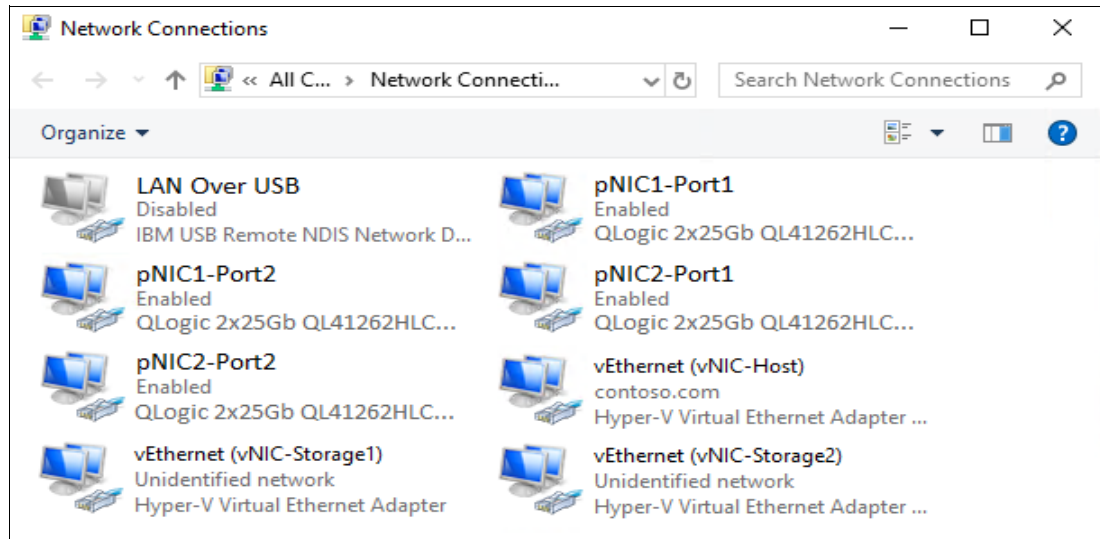 Network Connections
« All C... > Network Connecti...
Search Network Connections
Organize
LAN Over USB
Disabled
IBM USB Remote NDIS Network D...
pNIC1-Port1
Enabled
QLogic 2x25Gb QL41262HLC...
pNIC1-Port2
Enabled
QLogic 2x25Gb QL41262HLC...
pNIC2-Port1
Enabled
QLogic 2x25Gb QL41262HLC...
pNIC2-Port2
Enabled
QLogic 2x25Gb QL41262HLC...
vEthernet (vNIC-Host)
contoso.com
Hyper-V Virtual Ethernet Adapter ...
vEthernet (vNIC-Storage1)
Unidentified network
Hyper-V Virtual Ethernet Adapter
vEthernet (vNIC-Storage2)
Unidentified network
Hyper-V Virtual Ethernet Adapter ...